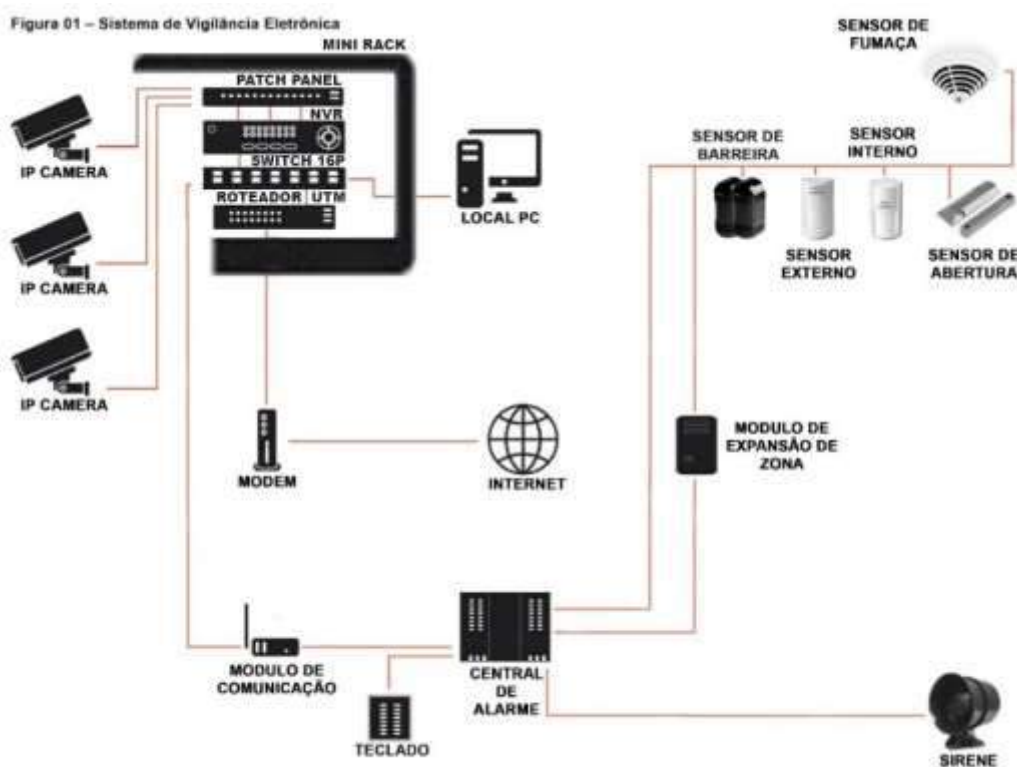 Figura 01 – Sistema de Vigilância Eletrônica
MINI RACK
PATCH PANEL
NVR
SWITCH 16P
ROTEADOR UTM
IP CAMERA
IP CAMERA
IP CAMERA
LOCAL PC
SENSOR DE
FUMAÇA
SENSOR DE
BARREIRA
SENSOR
INTERNO
SENSOR
EXTERNO
SENSOR DE
ABERTURA
MODULO DE
EXPANSÃO DE
ZONA
MODEM
INTERNET
MODULO DE
COMUNICAÇÃO
TECLADO
CENTRAL
DE
ALARME
SIRENE